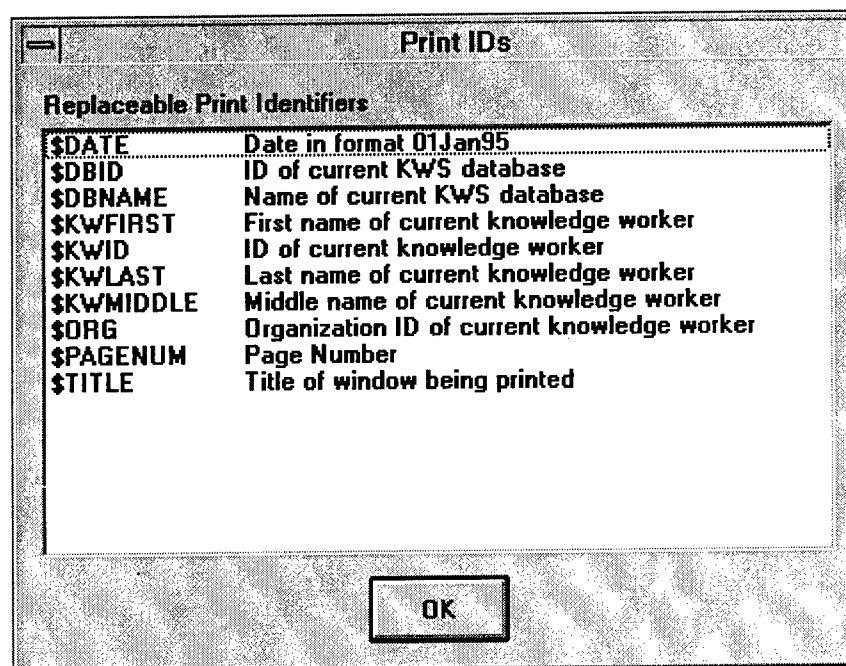 Print IDs
Replaceable Print Identifiers
$DATE Date in format 01Jan95
$DBID ID of current KWS database
$DBNAME Name of current KWS database
$KWFIRST First name of current knowledge worker
$KWID ID of current knowledge worker
$KWLAST Last name of current knowledge worker
$KWMIDDLE Middle name of current knowledge worker
$ORG Organization ID of current knowledge worker
$PAGENUM Page Number
$TITLE Title of window being printed
OK